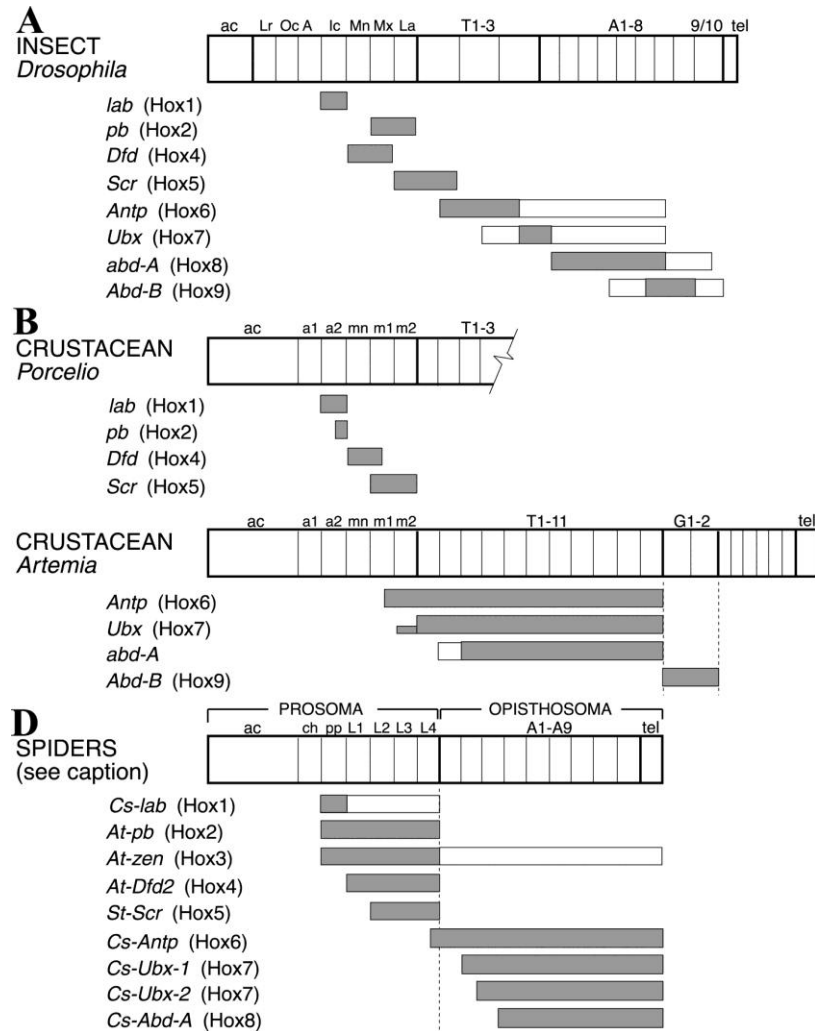 A
INSECT
Drosophila
ac Lr Oc A Ic Mn Mx La T1-3 A1-8 9/10 tel
lab (Hox1)
pb (Hox2)
Dfd (Hox4)
Scr (Hox5)
Antp (Hox6)
Ubx (Hox7)
abd-A (Hox8)
Abd-B (Hox9)
B
CRUSTACEAN
Porcelio
ac a1 a2 mn m1 m2 T1-3
lab (Hox1)
pb (Hox2)
Dfd (Hox4)
Scr (Hox5)
CRUSTACEAN
Artemia
ac a1 a2 mn m1 m2 T1-11 G1-2 tel
Antp (Hox6)
Ubx (Hox7)
abd-A
Abd-B (Hox9)
D
SPIDERS
(see caption)
PROSOMA OPISTHOSOMA
ac ch pp L1 L2 L3 L4 A1-A9 tel
Cs-lab (Hox1)
At-pb (Hox2)
At-zen (Hox3)
At-Dfd2 (Hox4)
St-Scr (Hox5)
Cs-Antp (Hox6)
Cs-Ubx-1 (Hox7)
Cs-Ubx-2 (Hox7)
Cs-Abd-A (Hox8)